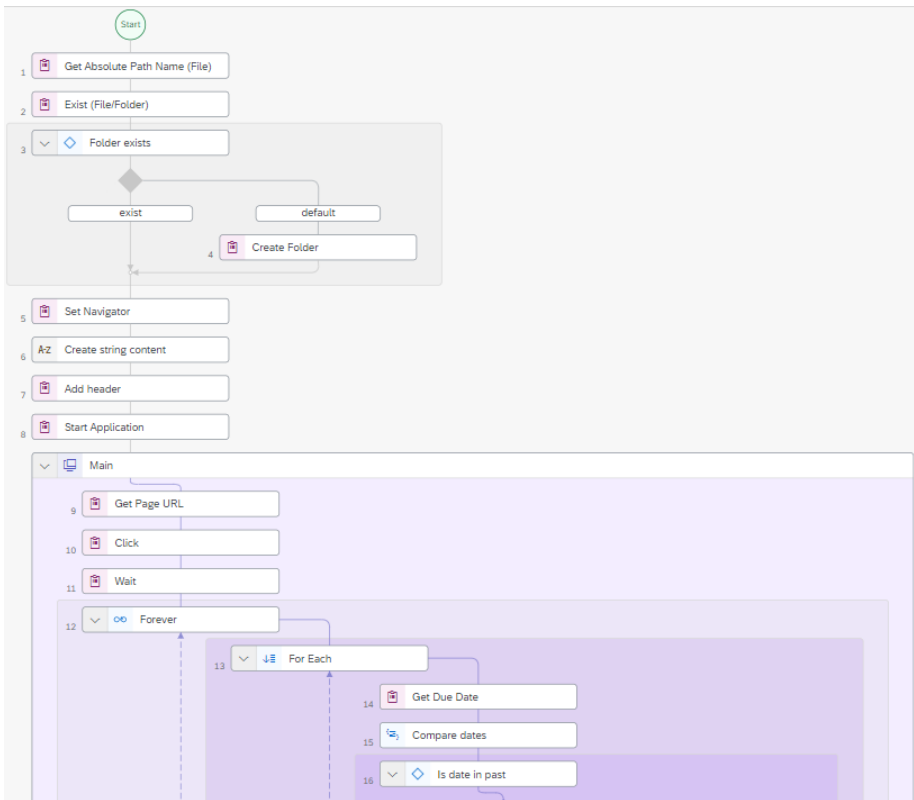 Start
1 Get Absolute Path Name (File)
2 Exist (File/Folder)
3 Folder exists
exist default
4 Create Folder
5 Set Navigator
6 A-Z Create string content
7 Add header
8 Start Application
Main
9 Get Page URL
10 Click
11 Wait
12 Forever
13 For Each
14 Get Due Date
15 Compare dates
16 Is date in past